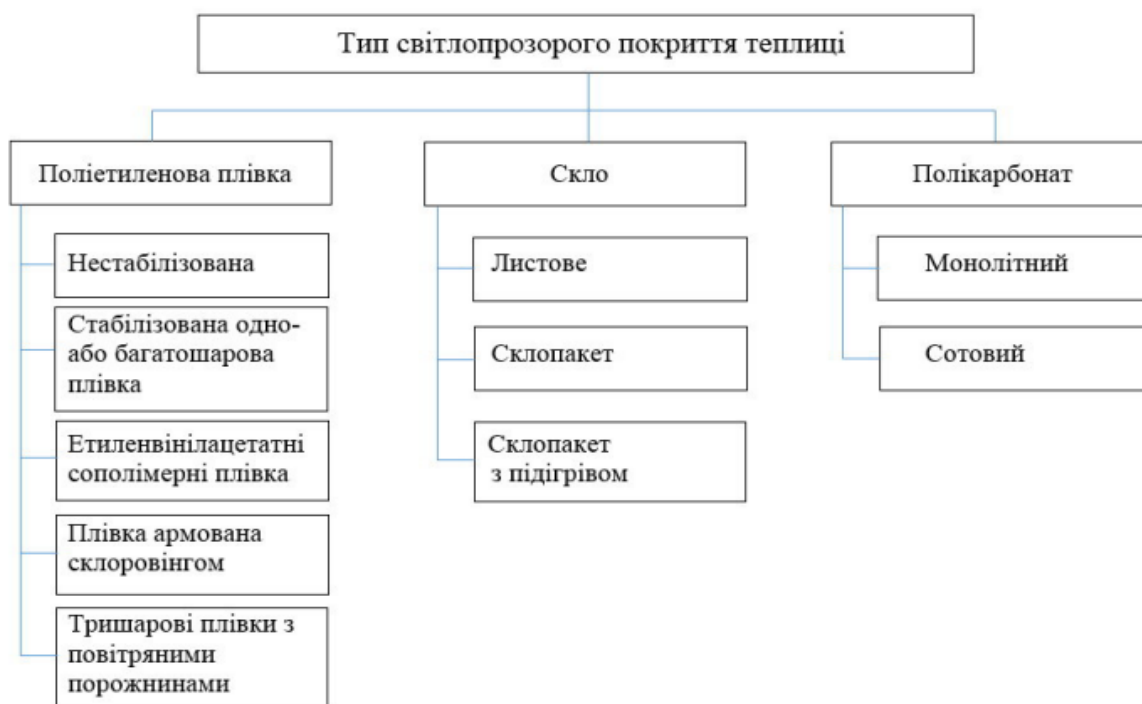 Тип світлопрозорого покриття теплиці
Поліетиленова плівка
Скло
Полікарбонат
Нестабілізована
Стабілізована одно-
або багатошарова
плівка
Етиленвінілацетатні
сополімерні плівка
Плівка армована
склоровінгом
Тришарові плівки з
повітряними
порожнинами
Листове
Склопакет
Склопакет
з підігрівом
Монолітний
Сотовий